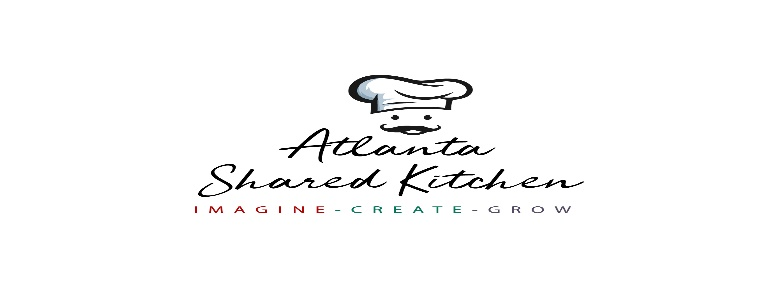 Atlanta
Shared Kitchen
IMAGINE-CREATE-GROW